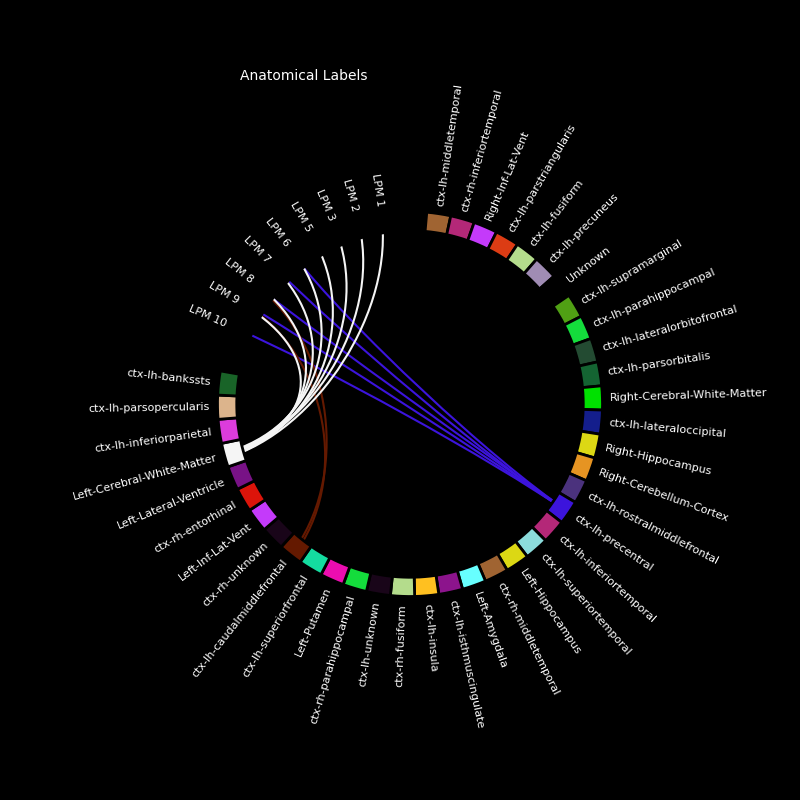 Anatomical Labels
ctx-lh-middletemporal
ctx-rh-inferiortemporal
Right-Inf-Lat-Vent
ctx-lh-parstriangularis
ctx-lh-fusiform
ctx-lh-precuneus
Unknown
ctx-lh-supramarginal
ctx-lh-parahippocampal
ctx-lh-lateralorbitofrontal
ctx-lh-parsorbitalis
Right-Cerebral-White-Matter
ctx-lh-lateraloccipital
Right-Hippocampus
Right-Cerebellum-Cortex
ctx-lh-rostralmiddlefrontal
ctx-lh-precentral
ctx-lh-inferiortemporal
ctx-lh-superiortemporal
Left-Hippocampus
ctx-rh-middletemporal
Left-Amygdala
ctx-lh-isthmuscingulate
ctx-lh-insula
ctx-rh-fusiform
ctx-lh-unknown
ctx-rh-parahippocampal
Left-Putamen
ctx-lh-superiorfrontal
ctx-lh-caudalmiddlefrontal
ctx-rh-unknown
Left-Inf-Lat-Vent
ctx-rh-entorhinal
Left-Lateral-Ventricle
Left-Cerebral-White-Matter
ctx-lh-inferiorparietal
ctx-lh-parsopercularis
ctx-lh-bankssts
LPM 10
LPM 9
LPM 8
LPM 7
LPM 6
LPM 5
LPM 3
LPM 2
LPM 1